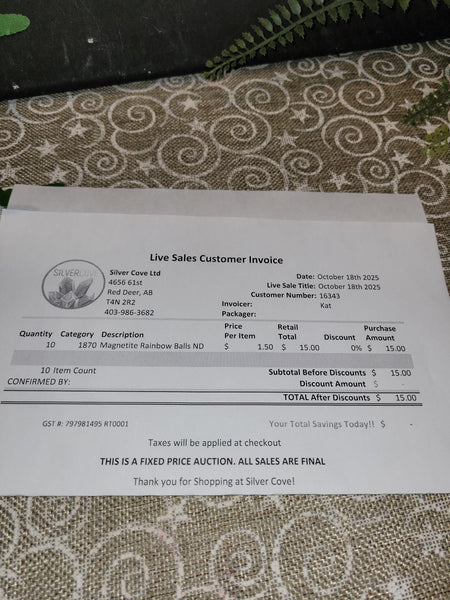 Live Sales Customer Invoice
SILVERCOVE
Silver Cove Ltd
4656 61st
Red Deer, AB
T4N 2R2
403-986-3682
Date: October 18th 2025
Live Sale Title: October 18th 2025
Customer Number: 16343
Invoicer: Kat
Packager:
Quantity Category Description Price Per Item Retail Total Discount Purchase Amount
10 1870 Magnetite Rainbow Balls ND $ 1.50 $ 15.00 0% $ 15.00
10 Item Count Subtotal Before Discounts $ 15.00
CONFIRMED BY: Discount Amount $ -
TOTAL After Discounts $ 15.00
GST #: 797981495 RT0001 Your Total Savings Today!! $ -
Taxes will be applied at checkout
THIS IS A FIXED PRICE AUCTION. ALL SALES ARE FINAL
Thank you for Shopping at Silver Cove!